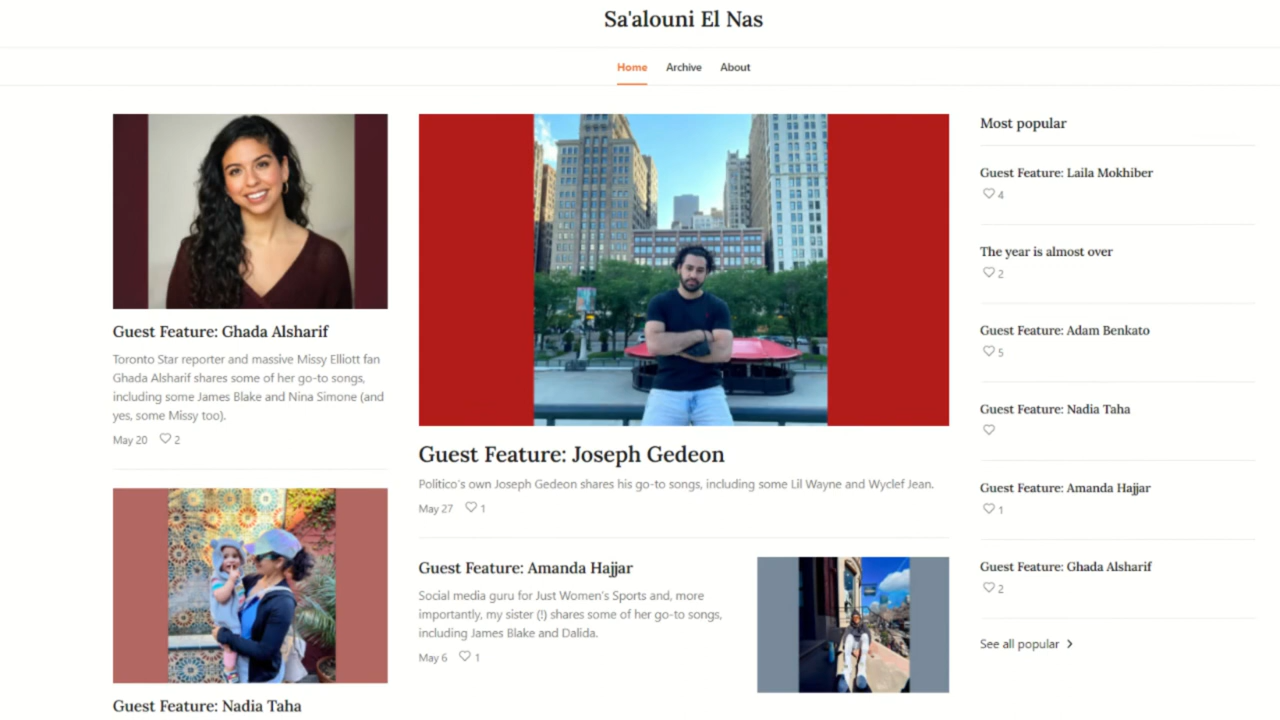 Sa'alouni El Nas
Home
Archive
About
Guest Feature: Ghada Alsharif
Toronto Star reporter and massive Missy Elliott fan
Ghada Alsharif shares some of her go-to songs,
including some James Blake and Nina Simone (and
yes, some Missy too).
May 20 2
Guest Feature: Nadia Taha
Guest Feature: Joseph Gedeon
Politico's own Joseph Gedeon shares his go-to songs, including some Lil Wayne and Wyclef Jean.
May 27 1
Guest Feature: Amanda Hajjar
Social media guru for Just Women's Sports and, more
importantly, my sister (!) shares some of her go-to songs,
including James Blake and Dalida.
May 6 1
Most popular
Guest Feature: Laila Mokhiber
4
The year is almost over
2
Guest Feature: Adam Benkato
5
Guest Feature: Nadia Taha
Guest Feature: Amanda Hajjar
1
Guest Feature: Ghada Alsharif
2
See all popular